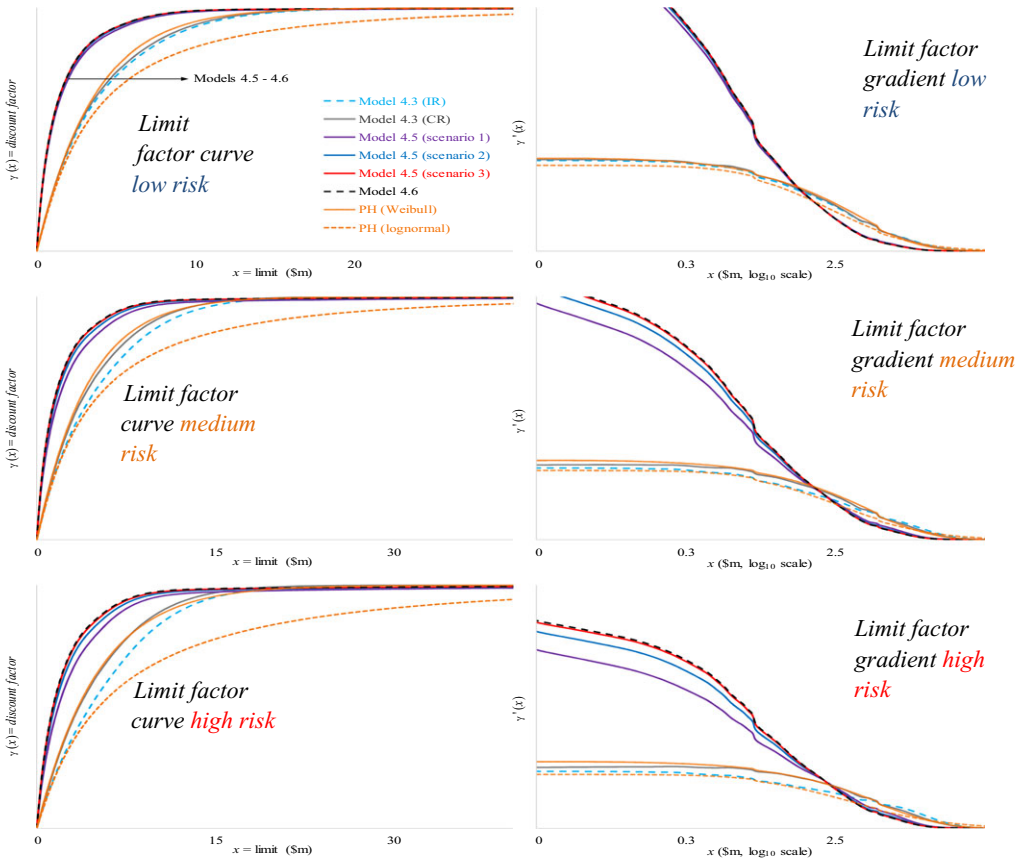 γ (x) = discount factor
Models 4.5 - 4.6
Limit
factor curve
low risk
Model 4.3 (IR)
Model 4.3 (CR)
Model 4.5 (scenario 1)
Model 4.5 (scenario 2)
Model 4.5 (scenario 3)
Model 4.6
PH (Weibull)
PH (lognormal)
0 10 20
x = limit ($m)
γ '(x)
Limit factor
gradient low
risk
0 0.3 2.5
x ($m, log₁₀ scale)
γ (x) = discount factor
Limit factor
curve medium
risk
0 15 30
x = limit ($m)
γ '(x)
Limit factor
gradient medium
risk
0 0.3 2.5
x ($m, log₁₀ scale)
γ (x) = discount factor
Limit factor
curve high risk
0 15 30
x = limit ($m)
γ '(x)
Limit factor
gradient high
risk
0 0.3 2.5
x ($m, log₁₀ scale)